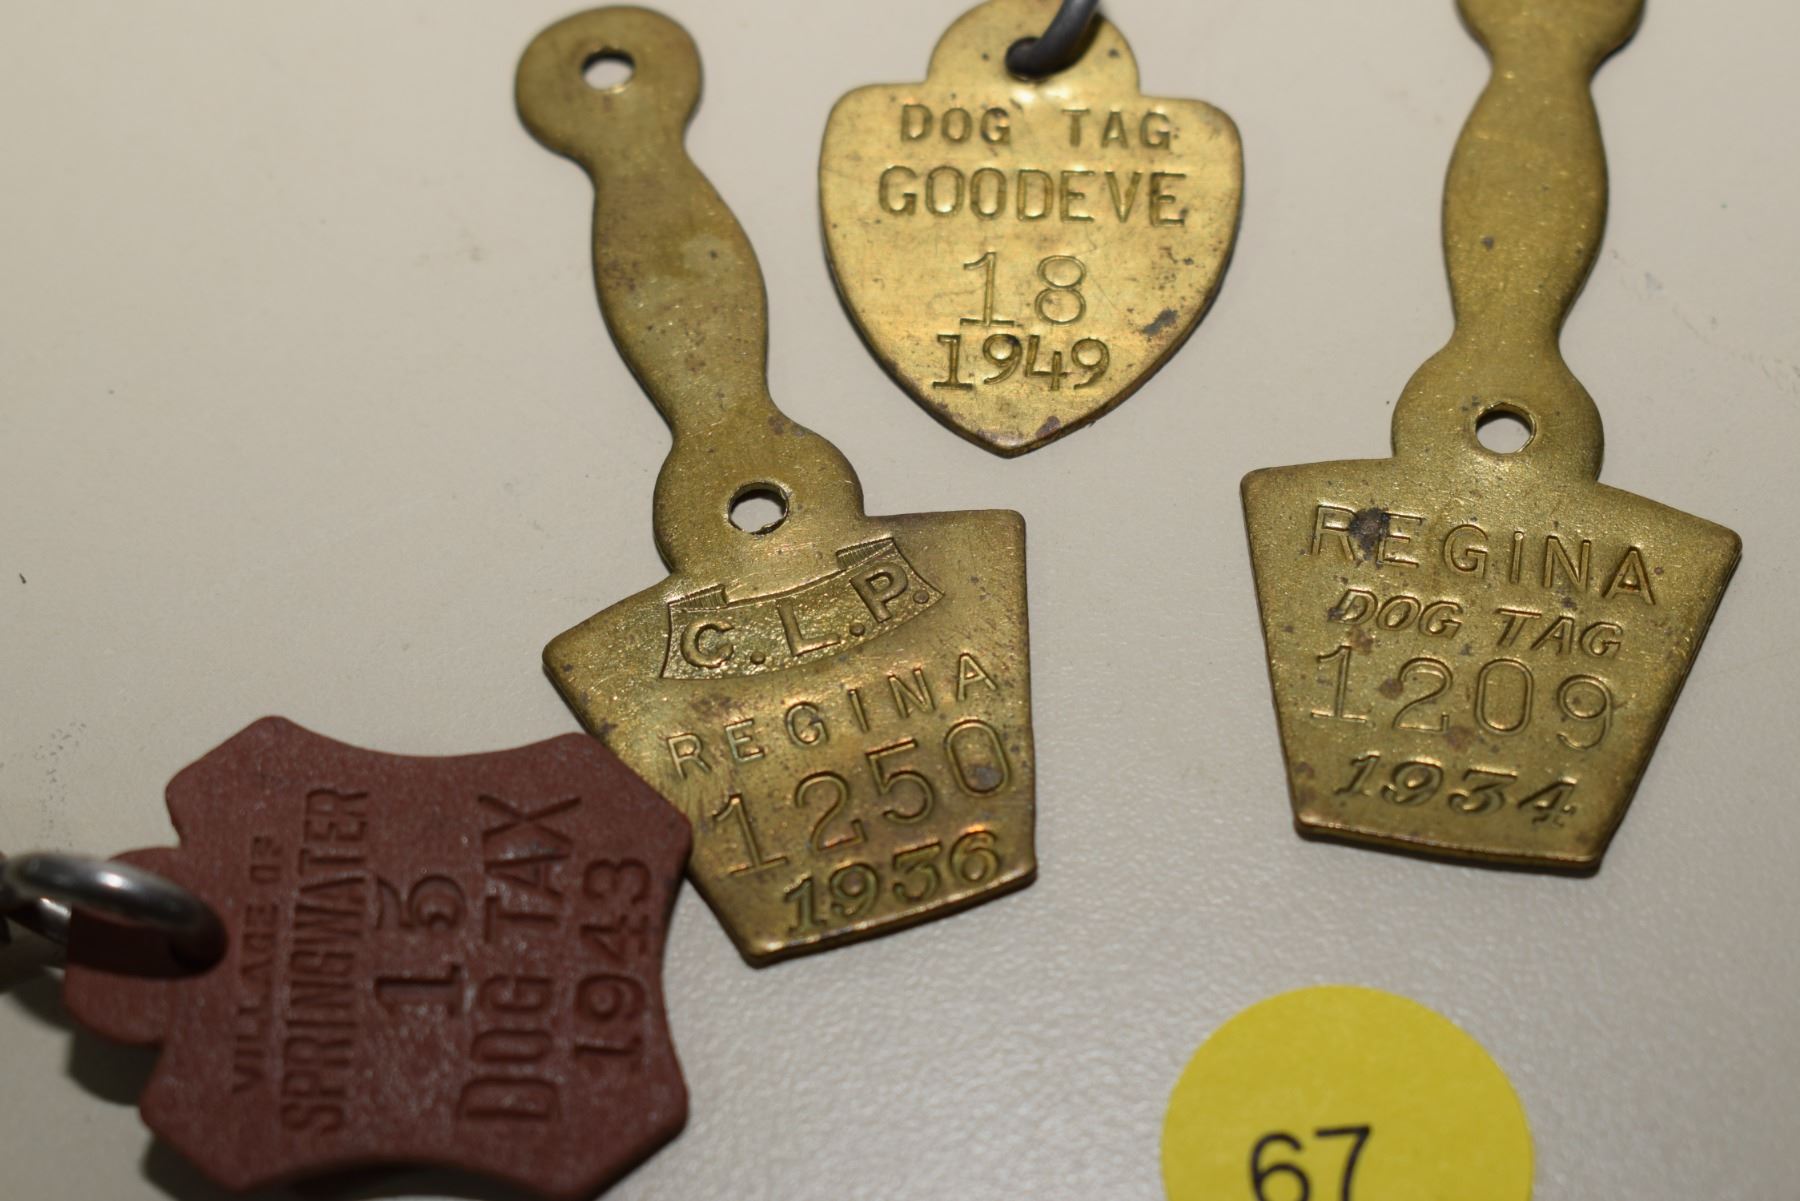 DOG TAG
GOODEVE
18
1949
C.L.P.
REGINA
1250
1936
REGINA
DOG TAG
1209
1934
VILLAGE OF
SPRINGWATER
15
DOG TAX
1943
67